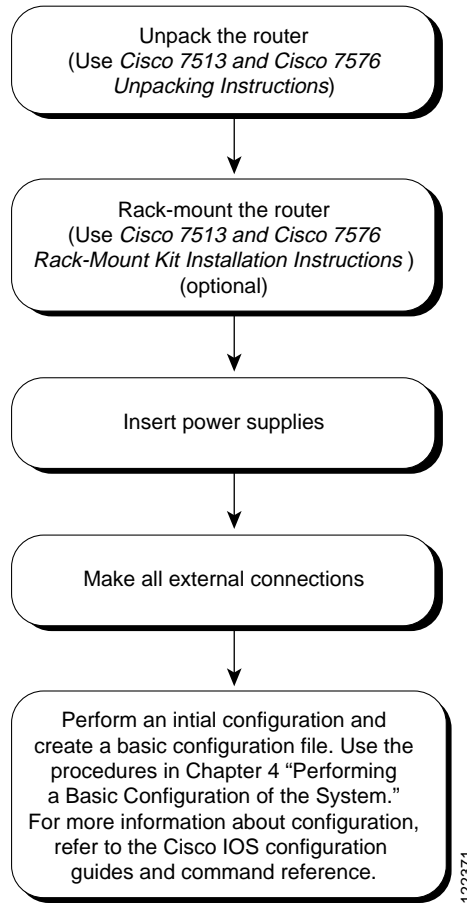 Unpack the router
(Use Cisco 7513 and Cisco 7576
Unpacking Instructions)
Rack-mount the router
(Use Cisco 7513 and Cisco 7576
Rack-Mount Kit Installation Instructions )
(optional)
Insert power supplies
Make all external connections
Perform an intial configuration and
create a basic configuration file. Use the
procedures in Chapter 4 “Performing
a Basic Configuration of the System.”
For more information about configuration,
refer to the Cisco IOS configuration
guides and command reference.
122371